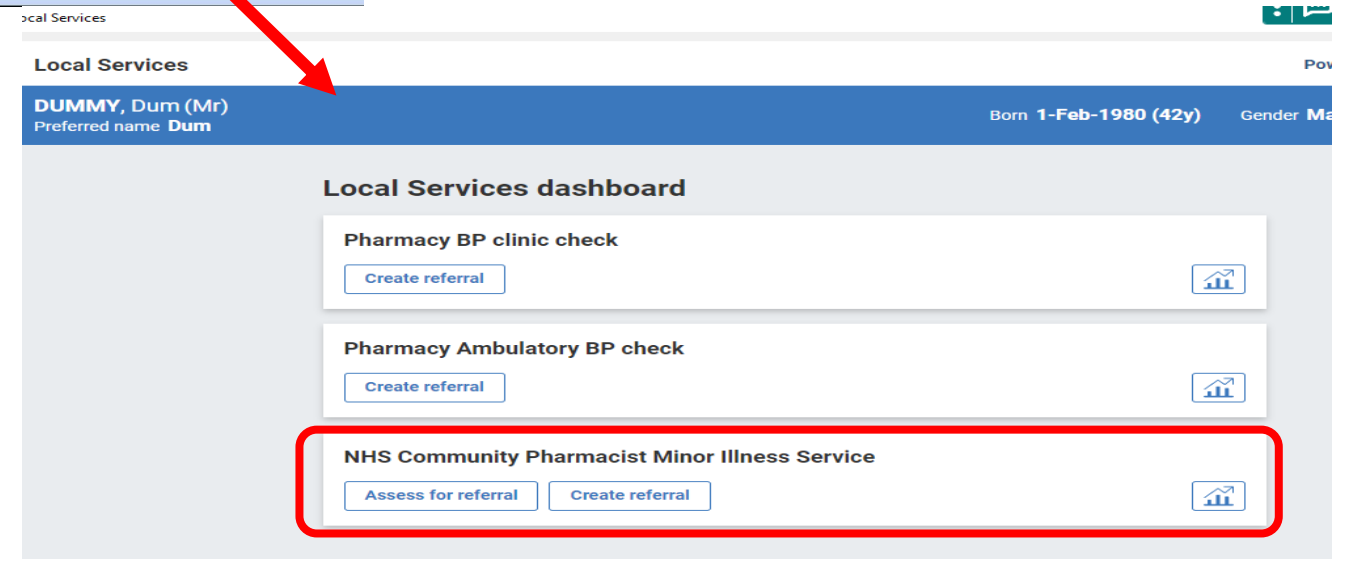 ocal Services
Local Services
DUMMY, Dum (Mr)
Preferred name Dum
Born 1-Feb-1980 (42y) Gender
Local Services dashboard
Pharmacy BP clinic check
Create referral
Pharmacy Ambulatory BP check
Create referral
NHS Community Pharmacist Minor Illness Service
Assess for referral Create referral